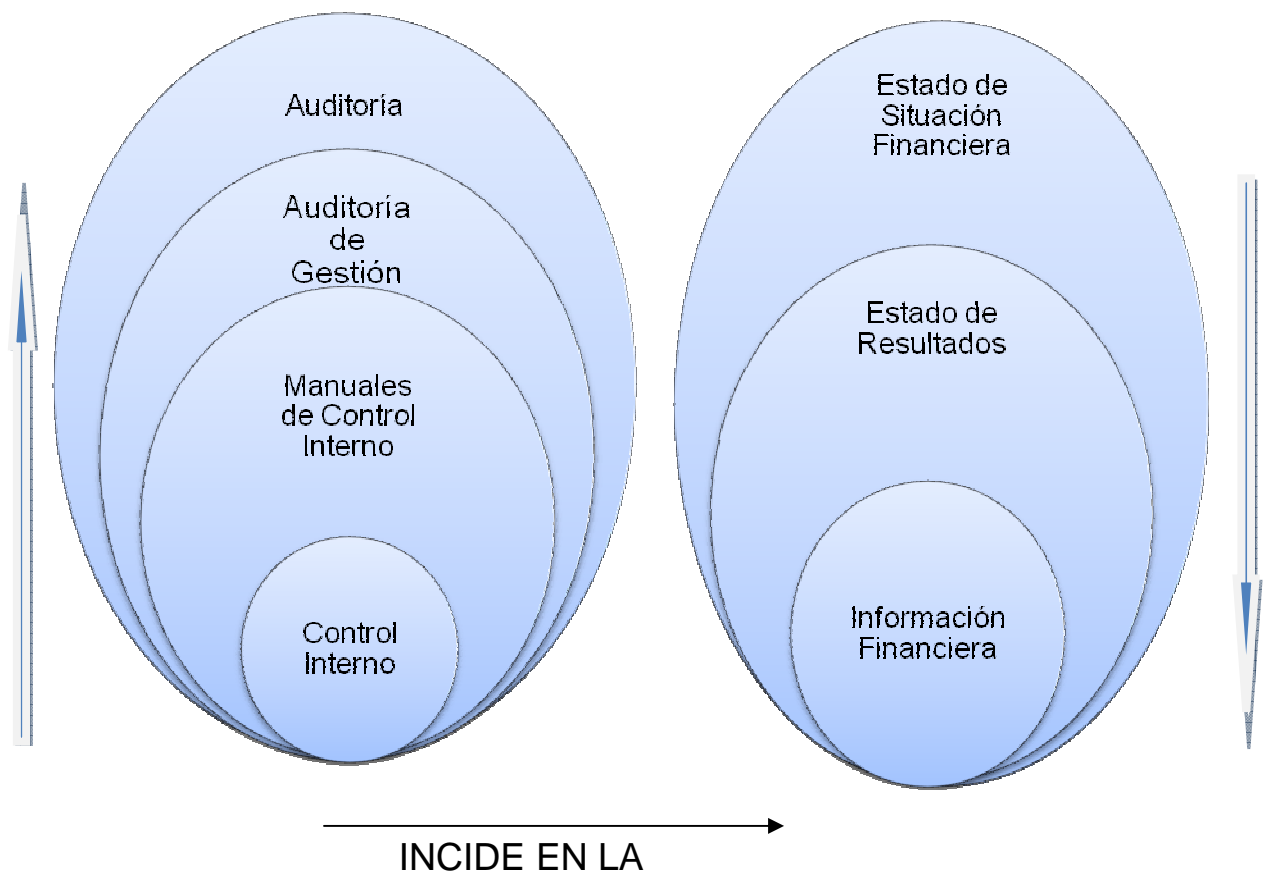 Auditoría
Auditoría
de
Gestión
Manuales
de Control
Interno
Control
Interno
Estado de
Situación
Financiera
Estado de
Resultados
Información
Financiera
INCIDE EN LA